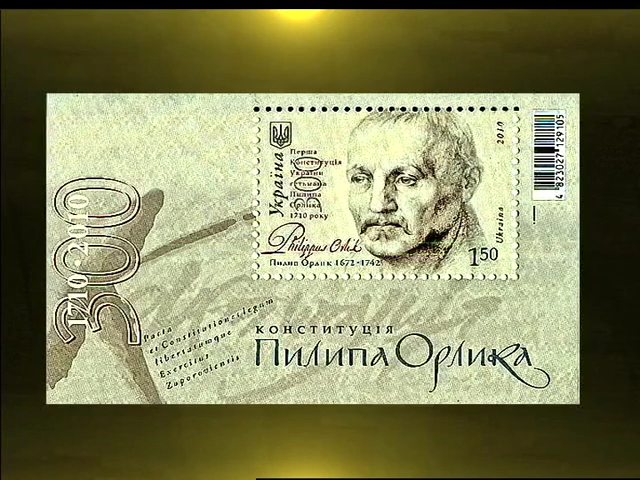 Україна
Перша
Конституція
України
гетьмана
Пилипа
Орлика
1710 року
300
2010
Ukraina
Philippus Orlik
Пилип Орлик 1672-1742
1.50
4 823027 129105
300
1710 · 2010
Pacta
et Constitutiones legum
libertatumque
Exercitus
Zaporoviensis
КОНСТИТУЦІЯ
Пилипа Орлика